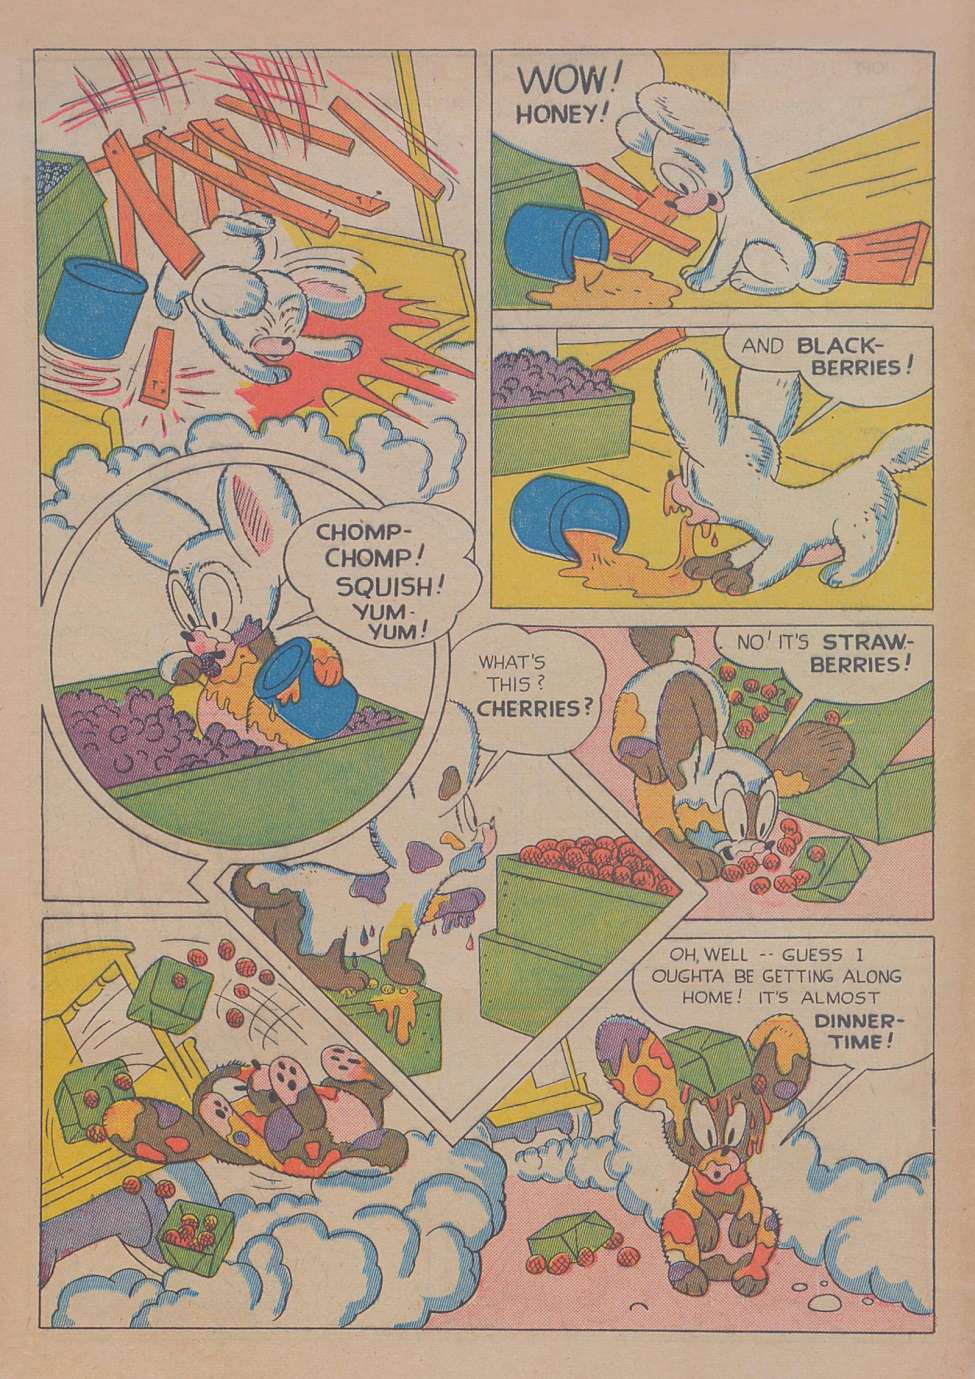 WOW!
HONEY!
AND BLACK-
BERRIES!
CHOMP-
CHOMP!
SQUISH!
YUM-
YUM!
WHAT'S
THIS?
CHERRIES?
NO! IT'S STRAW-
BERRIES!
OH, WELL -- GUESS I
OUGHTA BE GETTING ALONG
HOME! IT'S ALMOST
DINNER-
TIME!